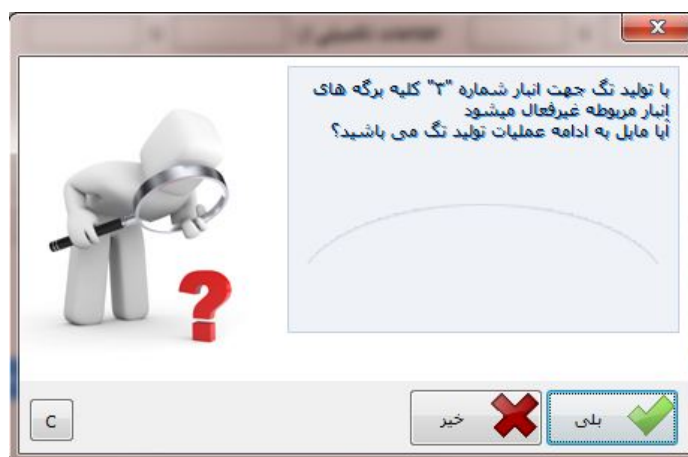 با تولید تگ جهت انبار شماره "۳" کلیه برگه های
انبار مربوطه غیرفعال میشود
آیا مایل به ادامه عملیات تولید تگ می باشید؟
بلی
خیر
C